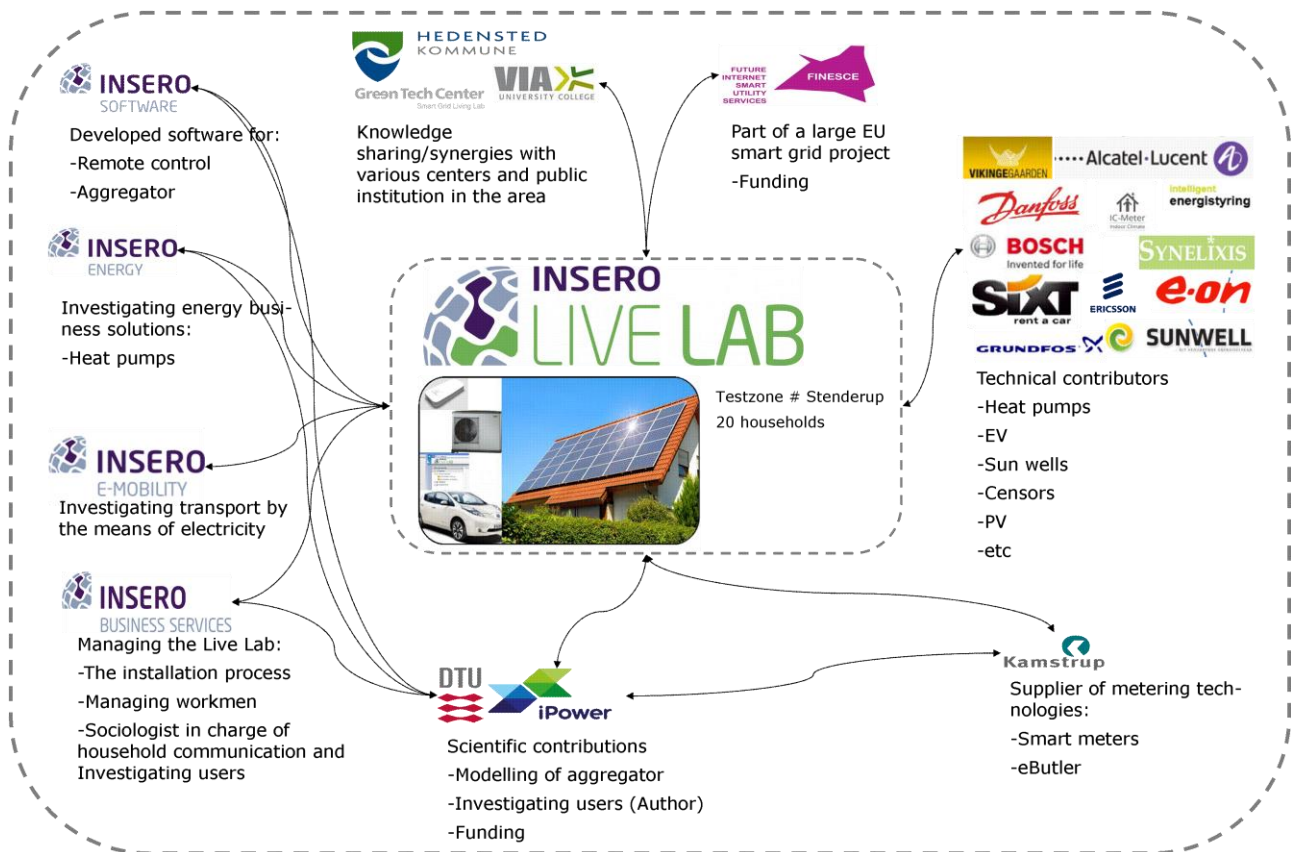 INSERO
SOFTWARE
Developed software for:
-Remote control
-Aggregator
HEDENSTED
KOMMUNE
Green Tech Center
Smart Grid Living Lab
VIA
UNIVERSITY COLLEGE
Knowledge
sharing/synergies with
various centers and public
institution in the area
FUTURE
INTERNET
SMART
UTILITY
SERVICES
FINESCE
Part of a large EU
smart grid project
-Funding
INSERO
ENERGY
Investigating energy busi-
ness solutions:
-Heat pumps
INSERO
E-MOBILITY
Investigating transport by
the means of electricity
INSERO
BUSINESS SERVICES
Managing the Live Lab:
-The installation process
-Managing workmen
-Sociologist in charge of
household communication and
Investigating users
INSERO
LIVE LAB
Testzone # Stenderup
20 households
VIKINGEGAARDEN
Alcatel·Lucent
Danfoss
IC-Meter
Indoor Climate
intelligent
energistyring
BOSCH
Invented for life
SYNELIXIS
SiXT
rent a car
ERICSSON
e·on
GRUNDFOS
SUNWELL
Technical contributors
-Heat pumps
-EV
-Sun wells
-Censors
-PV
-etc
DTU
iPower
Scientific contributions
-Modelling of aggregator
-Investigating users (Author)
-Funding
Kamstrup
Supplier of metering tech-
nologies:
-Smart meters
-eButler